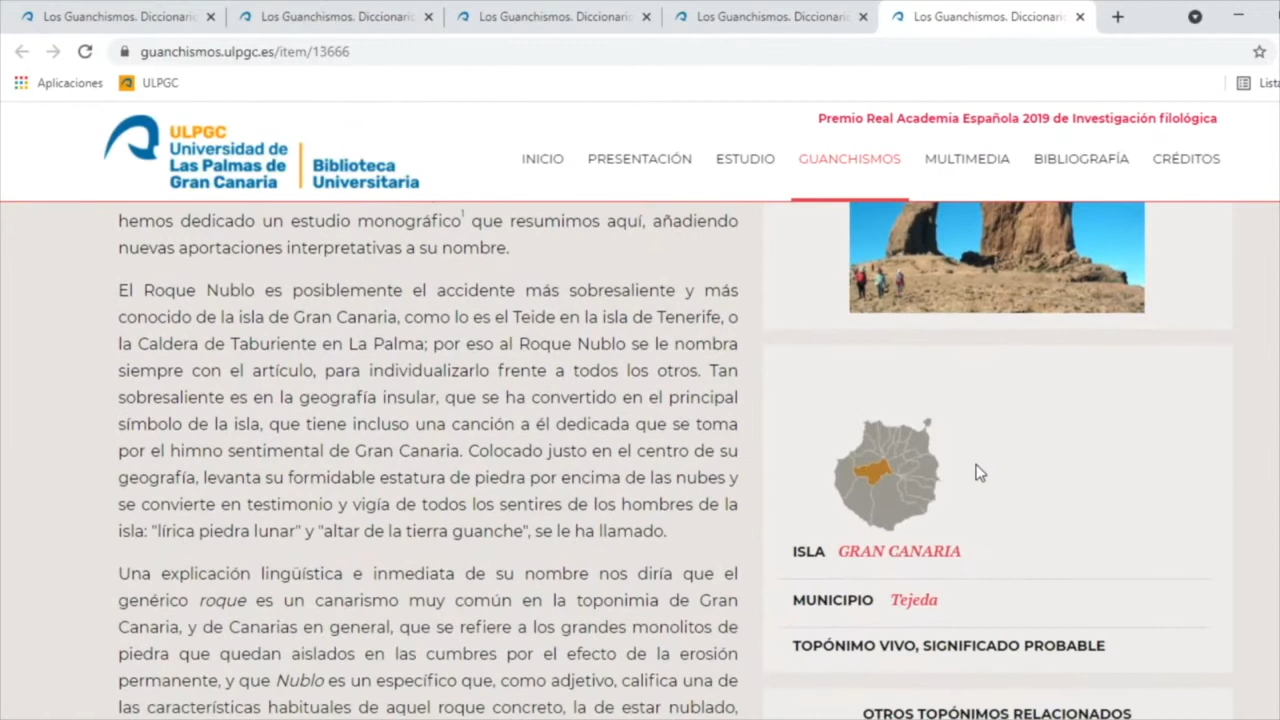 Los Guanchismos. Diccionari
Los Guanchismos. Diccionari
Los Guanchismos. Diccionari
Los Guanchismos. Diccionari
Los Guanchismos. Diccionari
guanchismos.ulpgc.es/item/13666
Aplicaciones
ULPGC
Lista
Premio Real Academia Española 2019 de Investigación filológica
ULPGC
Universidad de
Las Palmas de
Gran Canaria
Biblioteca
Universitaria
INICIO
PRESENTACIÓN
ESTUDIO
GUANCHISMOS
MULTIMEDIA
BIBLIOGRAFÍA
CRÉDITOS
hemos dedicado un estudio monográfico1 que resumimos aquí, añadiendo
nuevas aportaciones interpretativas a su nombre.
El Roque Nublo es posiblemente el accidente más sobresaliente y más
conocido de la isla de Gran Canaria, como lo es el Teide en la isla de Tenerife, o
la Caldera de Taburiente en La Palma; por eso al Roque Nublo se le nombra
siempre con el artículo, para individualizarlo frente a todos los otros. Tan
sobresaliente es en la geografía insular, que se ha convertido en el principal
símbolo de la isla, que tiene incluso una canción a él dedicada que se toma
por el himno sentimental de Gran Canaria. Colocado justo en el centro de su
geografía, levanta su formidable estatura de piedra por encima de las nubes y
se convierte en testimonio y vigía de todos los sentires de los hombres de la
isla: "lírica piedra lunar" y "altar de la tierra guanche", se le ha llamado.
Una explicación lingüística e inmediata de su nombre nos diría que el
genérico roque es un canarismo muy común en la toponimia de Gran
Canaria, y de Canarias en general, que se refiere a los grandes monolitos de
piedra que quedan aislados en las cumbres por el efecto de la erosión
permanente, y que Nublo es un específico que, como adjetivo, califica una de
las características habituales de aquel roque concreto, la de estar nublado,
ISLA GRAN CANARIA
MUNICIPIO Tejeda
TOPÓNIMO VIVO, SIGNIFICADO PROBABLE
OTROS TOPÓNIMOS RELACIONADOS